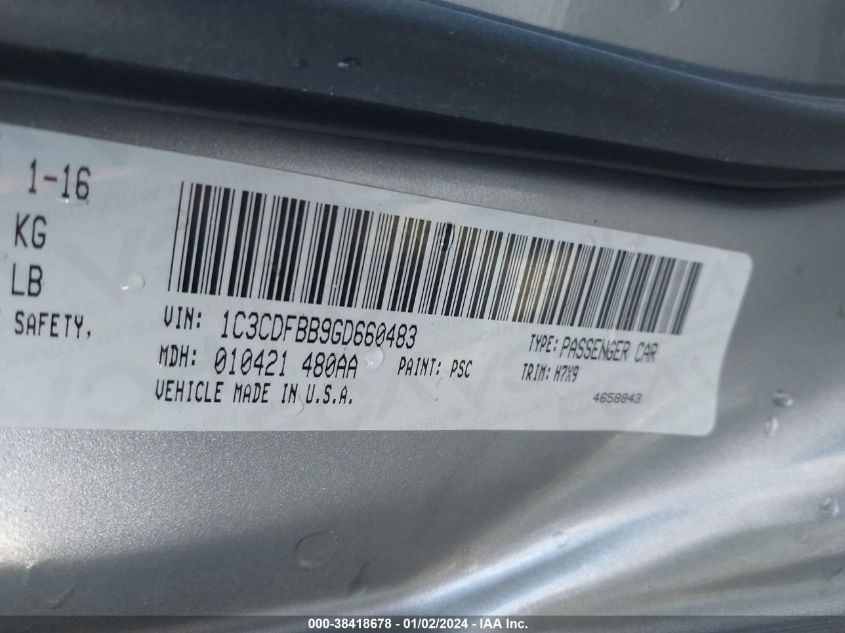 1-16
KG
LB
SAFETY,
VIN: 1C3CDFBB9GD660483
TYPE: PASSENGER CAR
MDH: 010421 480AA
PAINT: PSC
TRIM: H7X9
VEHICLE MADE IN U.S.A.
4658843
000-38418678 - 01/02/2024 - IAA Inc.